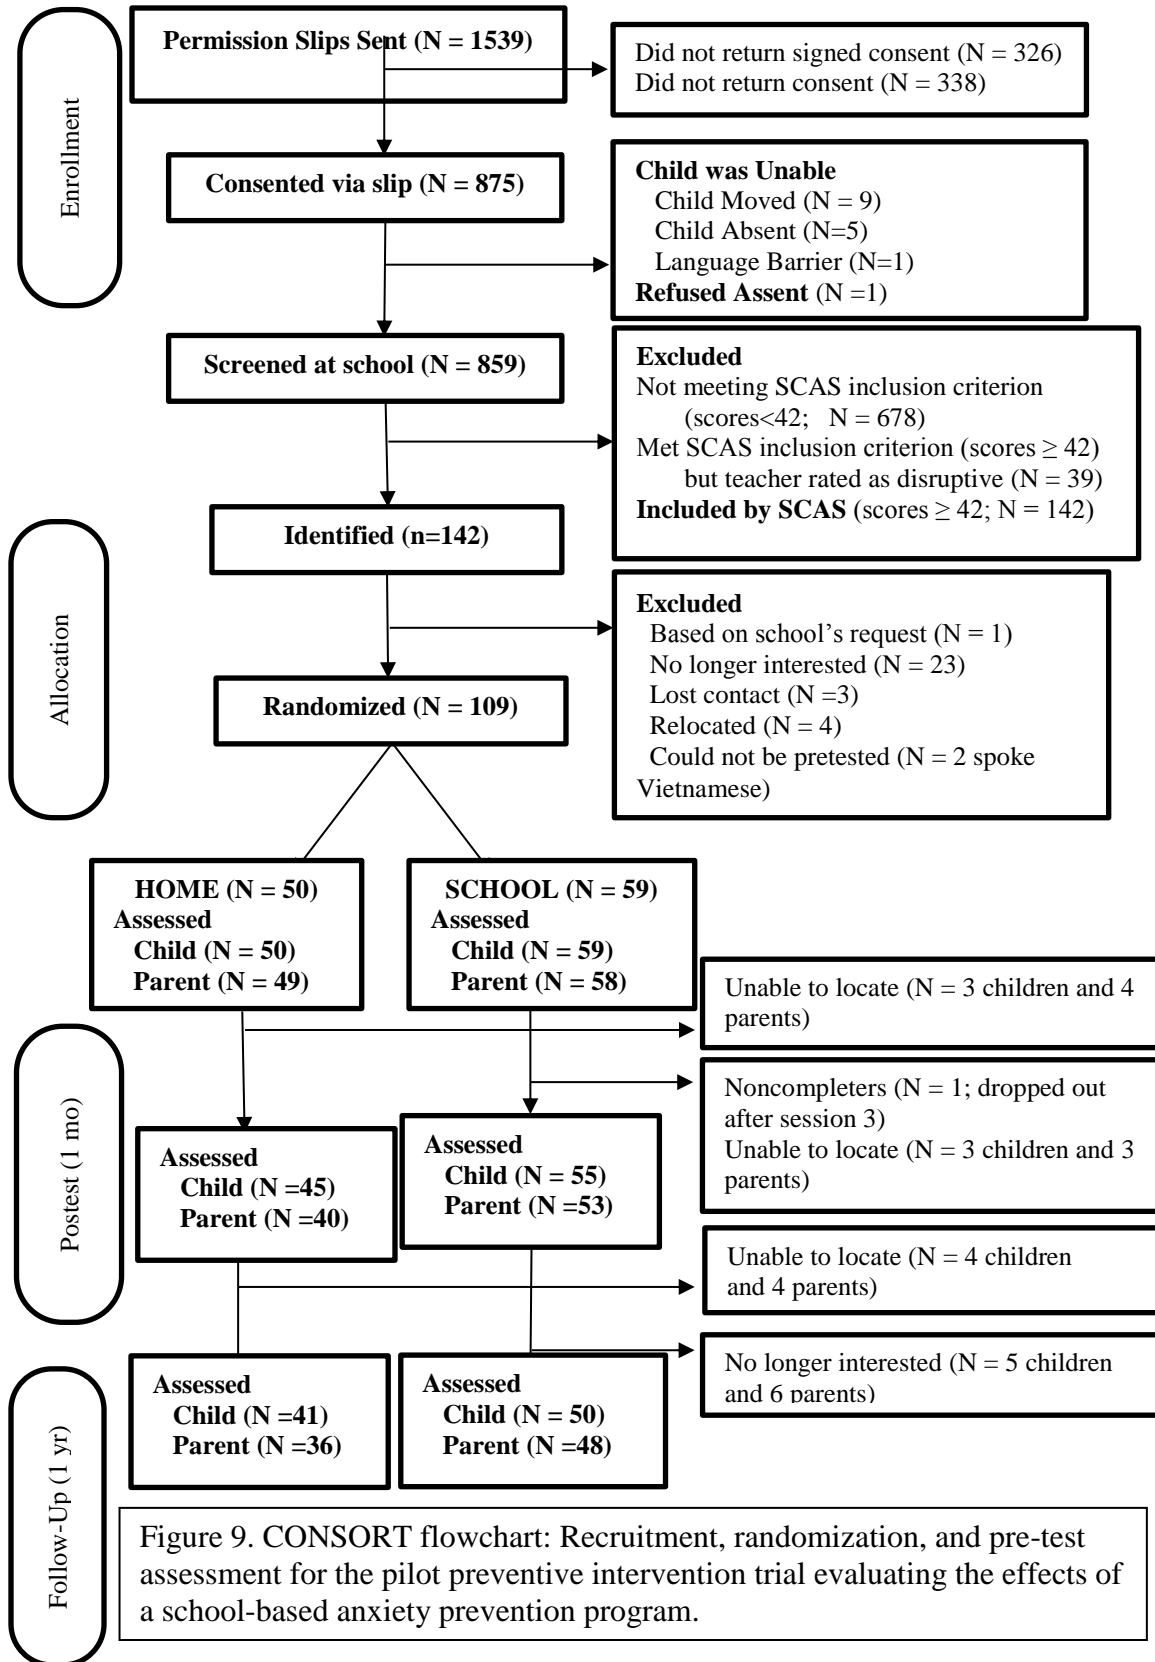 Permission Slips Sent (N = 1539)
Did not return signed consent (N = 326)
Did not return consent (N = 338)
Enrollment
Consented via slip (N = 875)
Child was Unable
Child Moved (N = 9)
Child Absent (N=5)
Language Barrier (N=1)
Refused Assent (N =1)
Screened at school (N = 859)
Excluded
Not meeting SCAS inclusion criterion
(scores<42; N = 678)
Met SCAS inclusion criterion (scores ≥ 42)
but teacher rated as disruptive (N = 39)
Included by SCAS (scores ≥ 42; N = 142)
Identified (n=142)
Allocation
Excluded
Based on school's request (N = 1)
No longer interested (N = 23)
Lost contact (N =3)
Relocated (N = 4)
Could not be pretested (N = 2 spoke
Vietnamese)
Randomized (N = 109)
HOME (N = 50)
Assessed
Child (N = 50)
Parent (N = 49)
SCHOOL (N = 59)
Assessed
Child (N = 59)
Parent (N = 58)
Unable to locate (N = 3 children and 4
parents)
Postest (1 mo)
Noncompleters (N = 1; dropped out
after session 3)
Unable to locate (N = 3 children and 3
parents)
Assessed
Child (N =45)
Parent (N =40)
Assessed
Child (N = 55)
Parent (N =53)
Unable to locate (N = 4 children
and 4 parents)
No longer interested (N = 5 children
and 6 parents)
Follow-Up (1 yr)
Assessed
Child (N =41)
Parent (N =36)
Assessed
Child (N = 50)
Parent (N =48)
Figure 9. CONSORT flowchart: Recruitment, randomization, and pre-test
assessment for the pilot preventive intervention trial evaluating the effects of
a school-based anxiety prevention program.